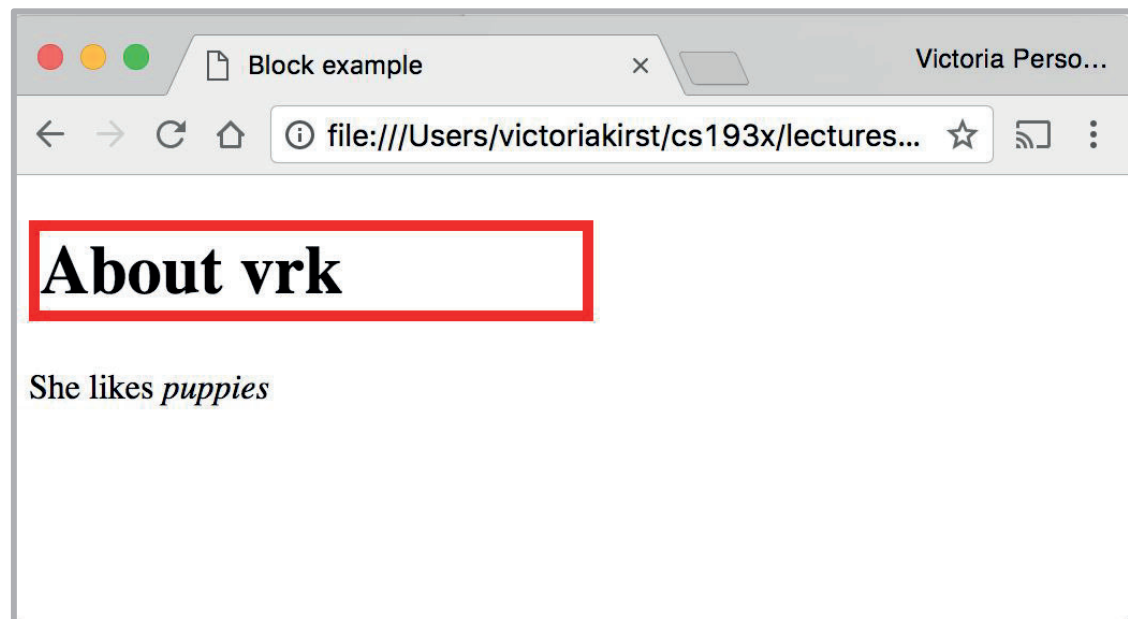 Block example
Victoria Perso...
file:///Users/victoriakirst/cs193x/lectures...
About vrk
She likes puppies